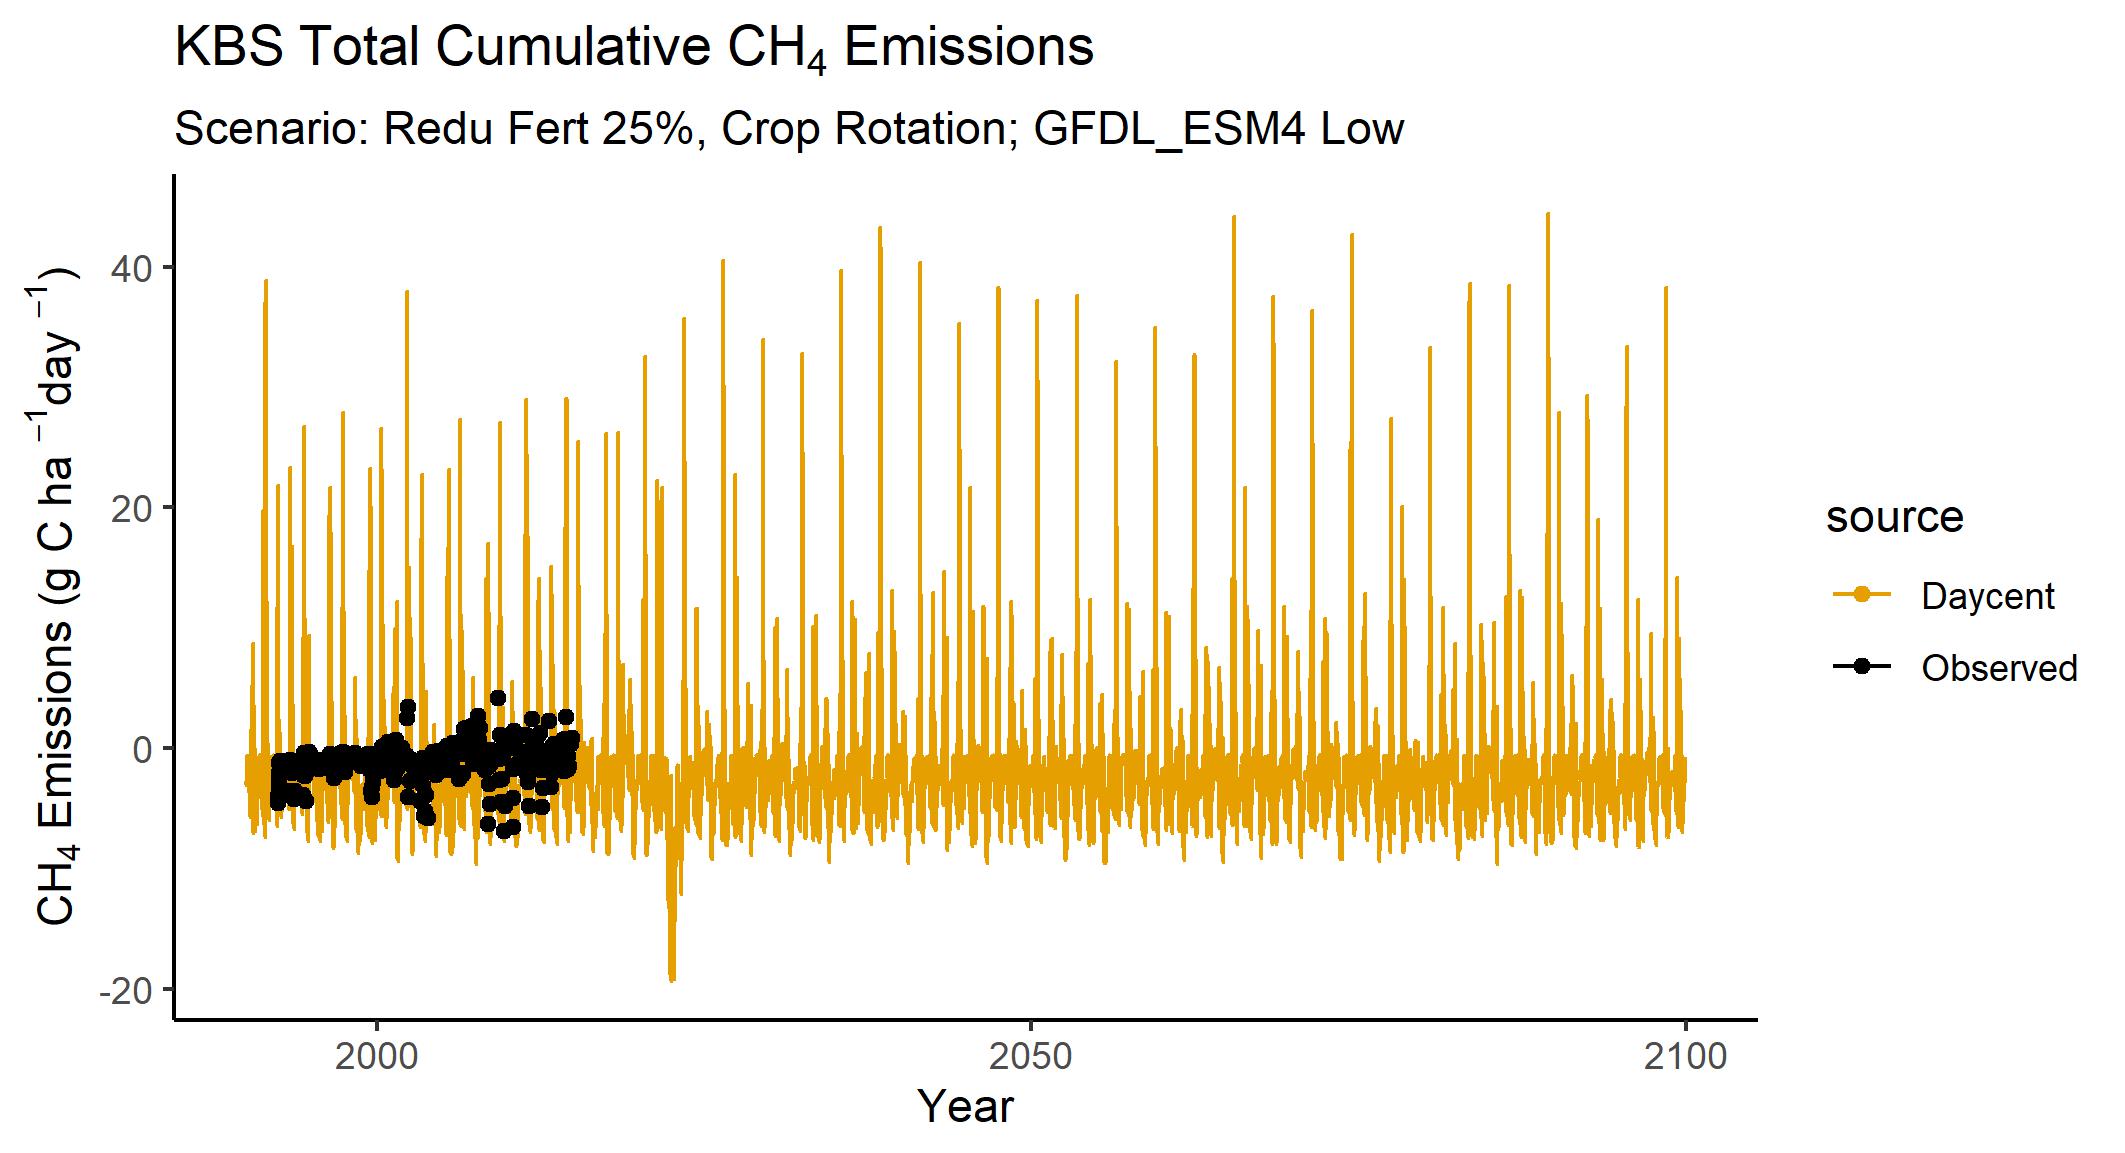 KBS Total Cumulative CH₄ Emissions
Scenario: Redu Fert 25%, Crop Rotation; GFDL_ESM4 Low
CH₄ Emissions (g C ha ⁻¹day ⁻¹)
40
20
0
-20
2000
2050
2100
Year
source
Daycent
Observed